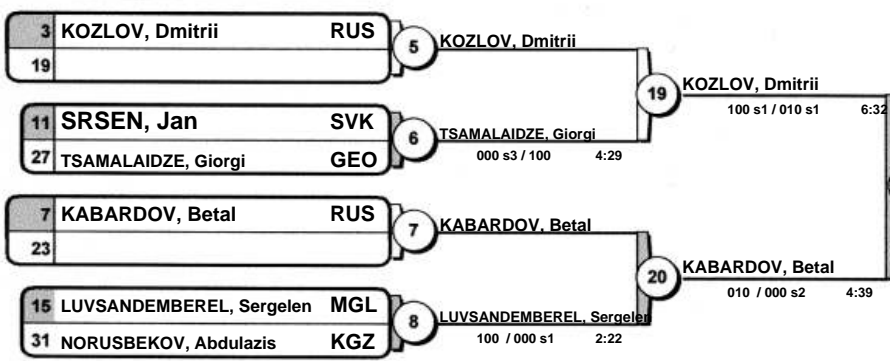 3 KOZLOV, Dmitrii RUS
19
5
KOZLOV, Dmitrii
11 SRSEN, Jan SVK
27 TSAMALAIDZE, Giorgi GEO
6
TSAMALAIDZE, Giorgi
000 s3 / 100 4:29
19
KOZLOV, Dmitrii
100 s1 / 010 s1 6:32
7 KABARDOV, Betal RUS
23
7
KABARDOV, Betal
15 LUVSANDEMBEREL, Sergelen MGL
31 NORUSBEKOV, Abdulazis KGZ
8
LUVSANDEMBEREL, Sergelen
100 / 000 s1 2:22
20
KABARDOV, Betal
010 / 000 s2 4:39